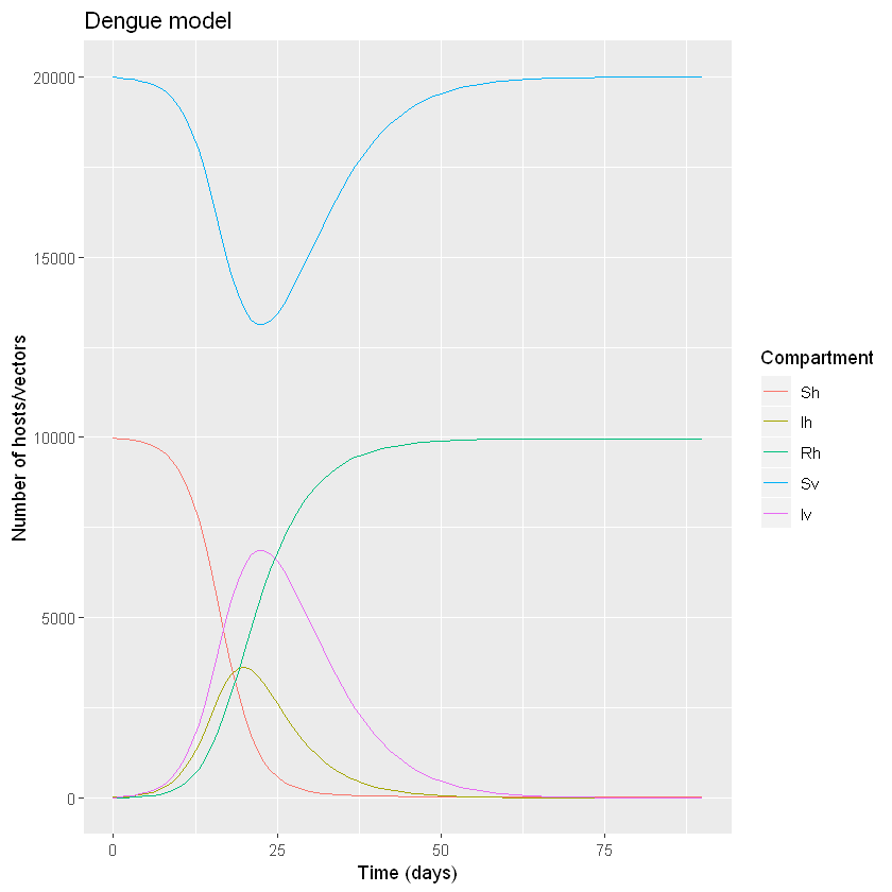 Dengue model
20000
15000
10000
5000
0
Number of hosts/vectors
0 25 50 75
Time (days)
Compartment
Sh
Ih
Rh
Sv
Iv